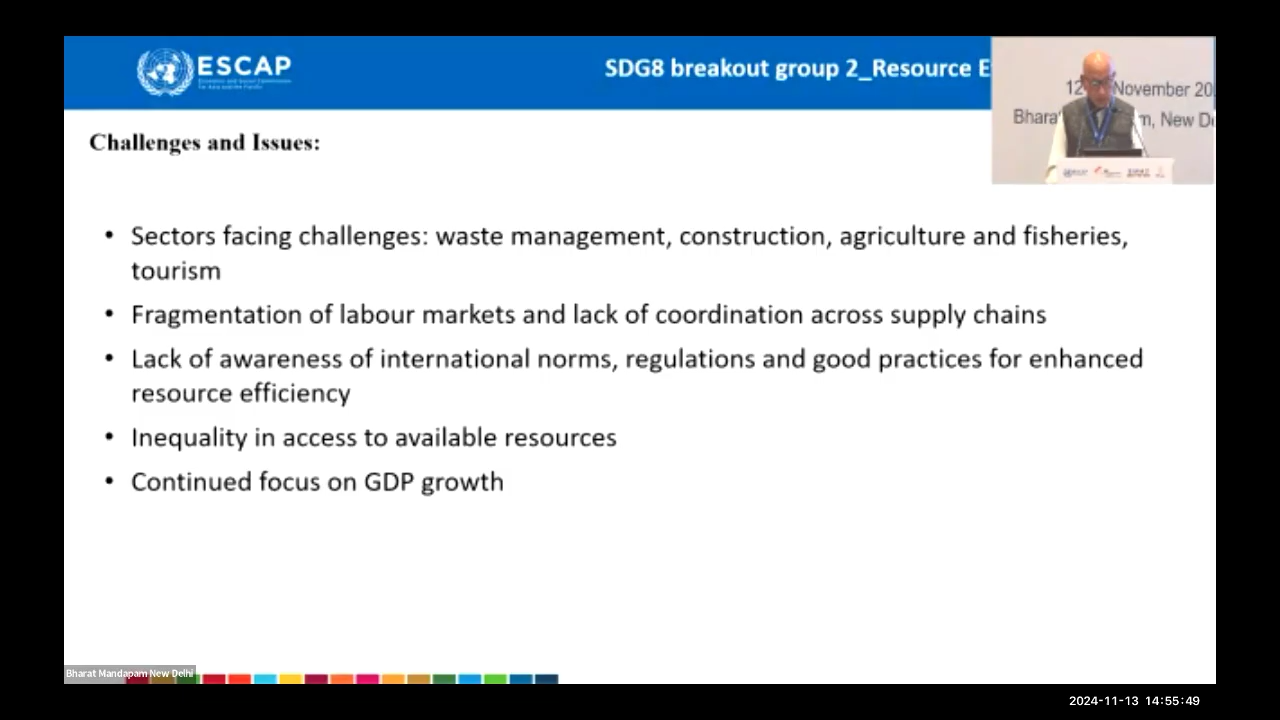 ESCAP
Economic and Social Commission
for Asia and the Pacific
SDG8 breakout group 2_Resource E
12 November 20
Bhara m, New De
Challenges and Issues:
• Sectors facing challenges: waste management, construction, agriculture and fisheries,
tourism
• Fragmentation of labour markets and lack of coordination across supply chains
• Lack of awareness of international norms, regulations and good practices for enhanced
resource efficiency
• Inequality in access to available resources
• Continued focus on GDP growth
Bharat Mandapam New Delhi
2024-11-13 14:55:49